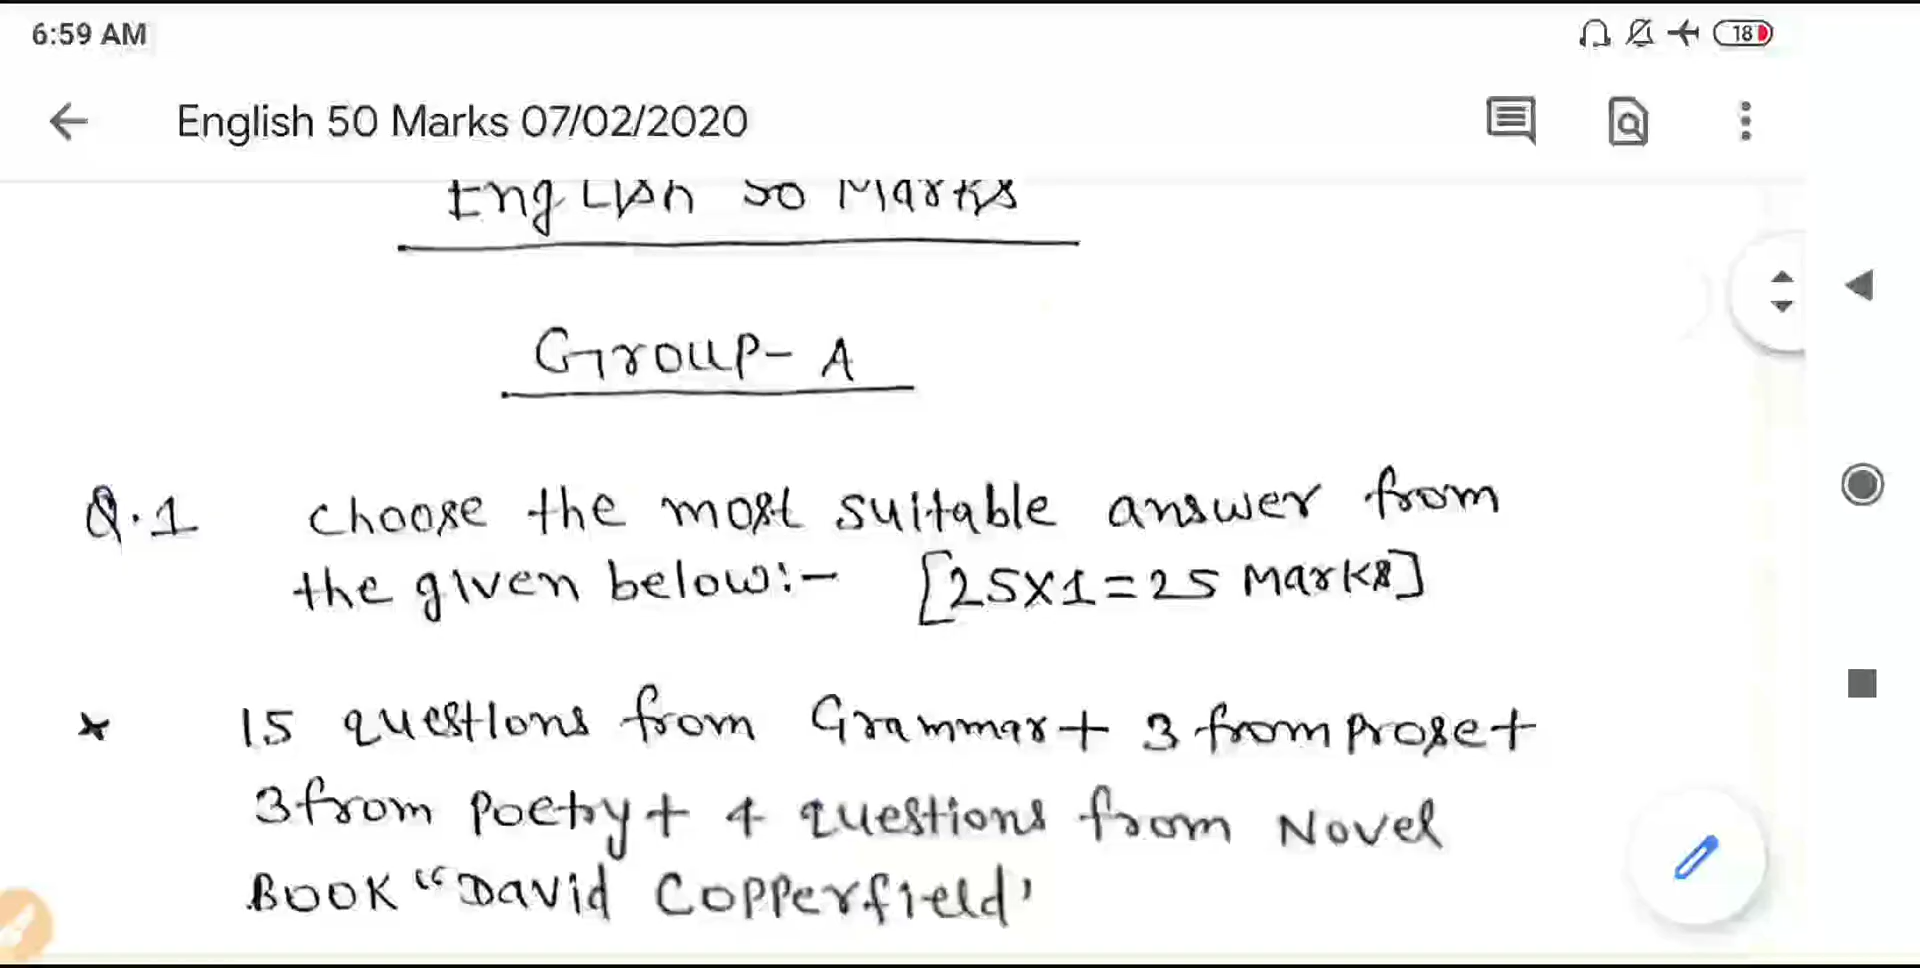 6:59 AM
18
English 50 Marks 07/02/2020
English 50 Marks
Group- A
Q.1 choose the most suitable answer from
the given below:- [25x1=25 Marks]
* 15 questions from Grammar + 3 from prose +
3 from poetry + 4 questions from Novel
BOOK "David Copperfield'